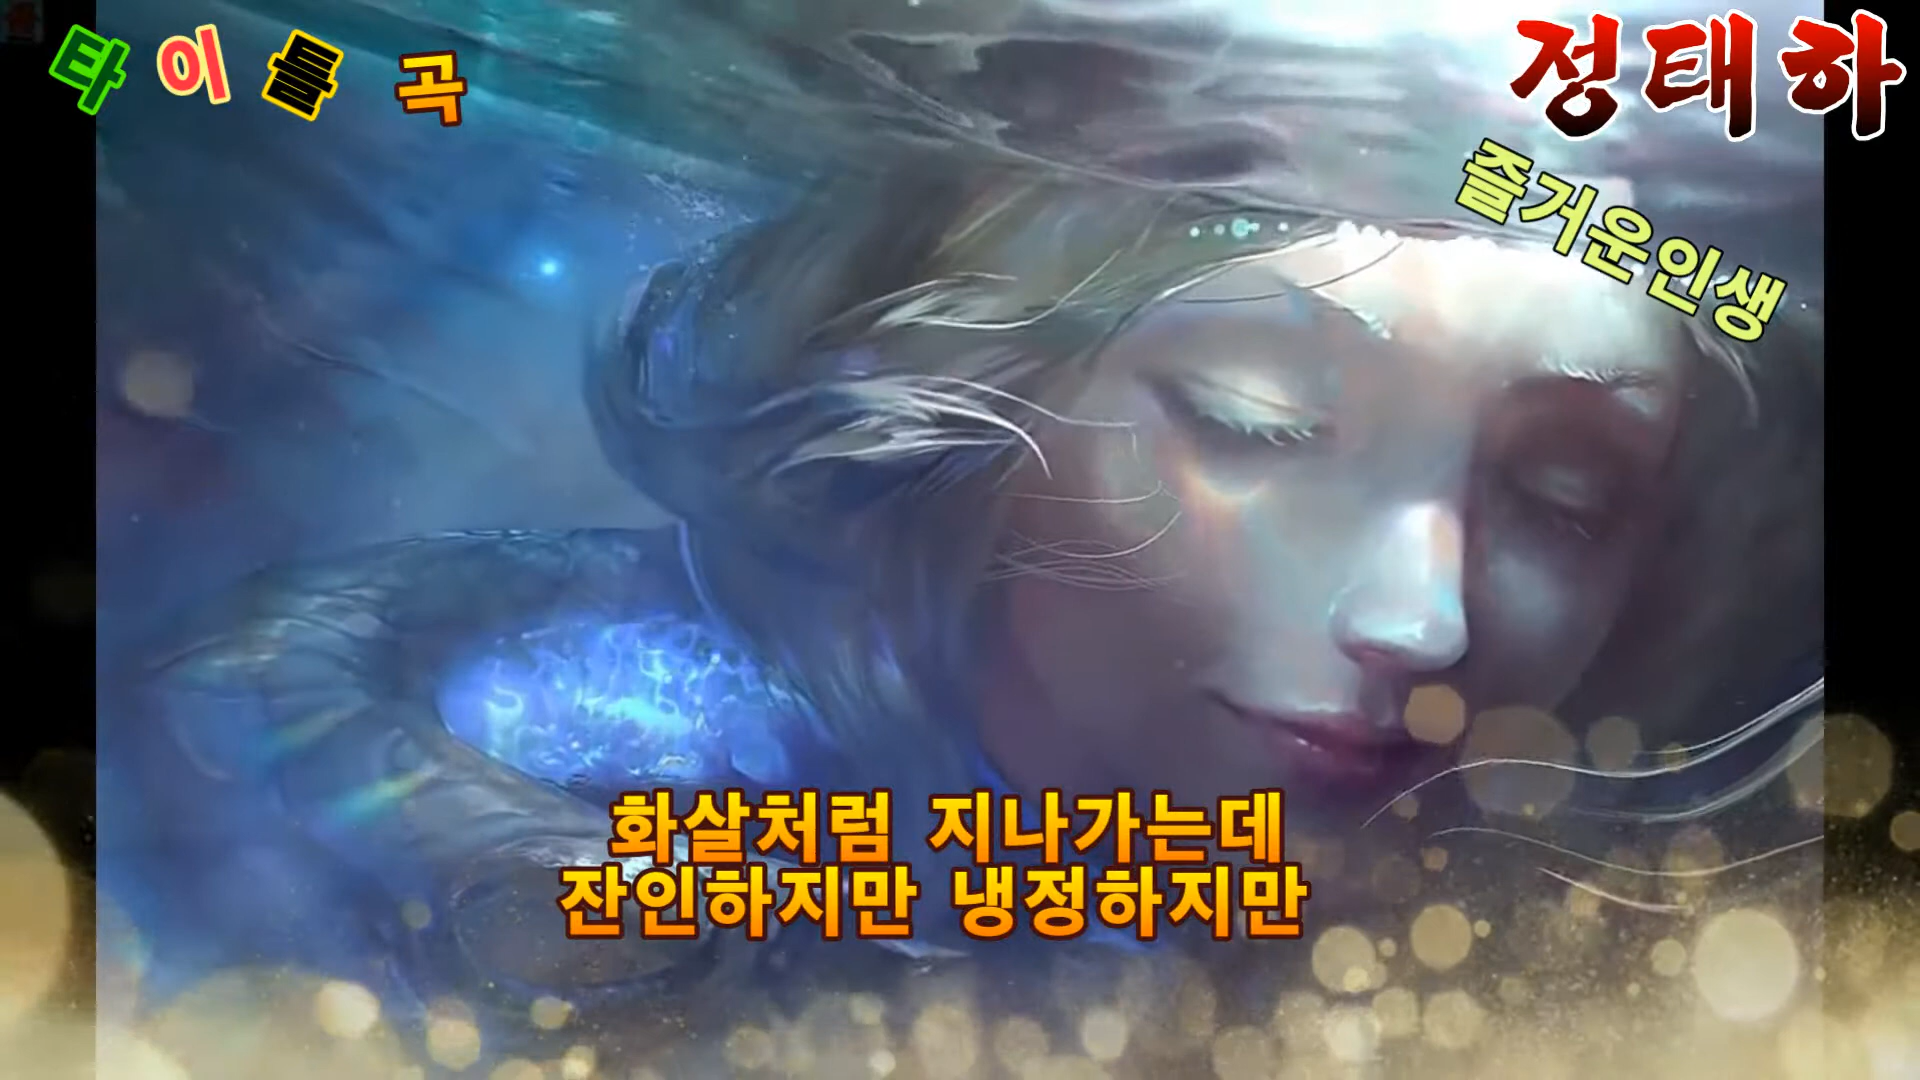 타이틀 곡
정태하
즐거운인생
화살처럼 지나가는데
잔인하지만 냉정하지만